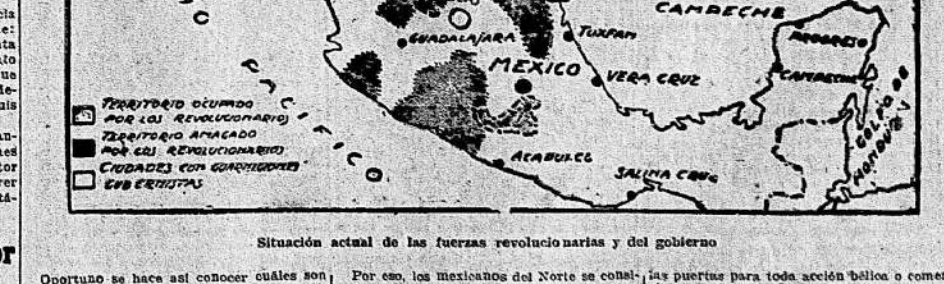 CAMPECHE
GUADALAJARA
TUXPAM
PROGRESO
MEXICO
VERA CRUZ
CAMPECHE
GOLFO DE
HONDURAS
TERRITORIO OCUPADO
POR LOS REVOLUCIONARIOS
TERRITORIO AMAGADO
POR LOS REVOLUCIONARIOS
CIUDADES CON GUARNICIONES
GUBERNISTAS
ACAPULCO
SALINA CRUZ
Situación actual de las fuerzas revolucionarias y del gobierno
Oportuno se hace así conocer cuáles son
Por eso, los mexicanos del Norte se consi-
las puertas para toda acción bélica o comer